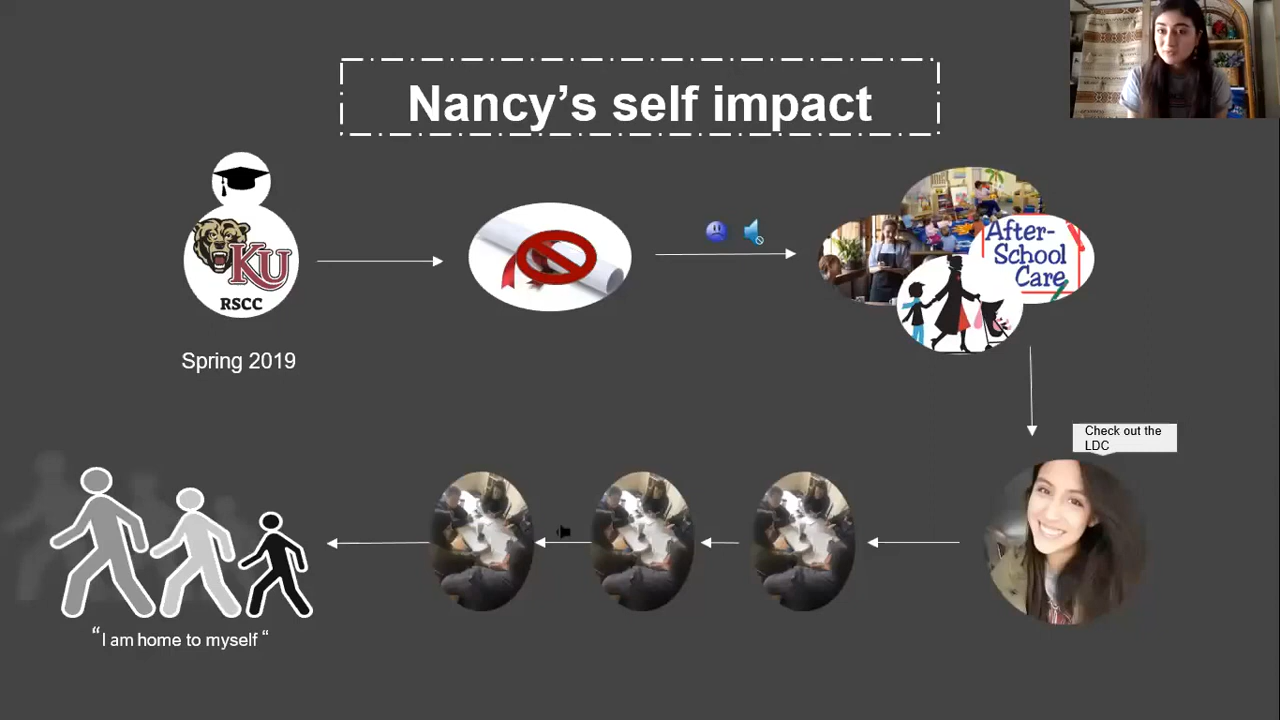 Nancy’s self impact
KU
RSCC
After-
School
Care
Spring 2019
Check out the
LDC
“I am home to myself “